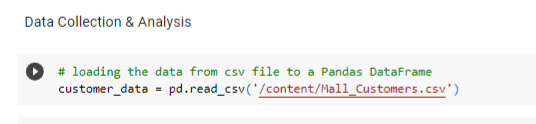 Data Collection & Analysis
# loading the data from csv file to a Pandas DataFrame
customer_data = pd.read_csv('/content/Mall_Customers.csv')